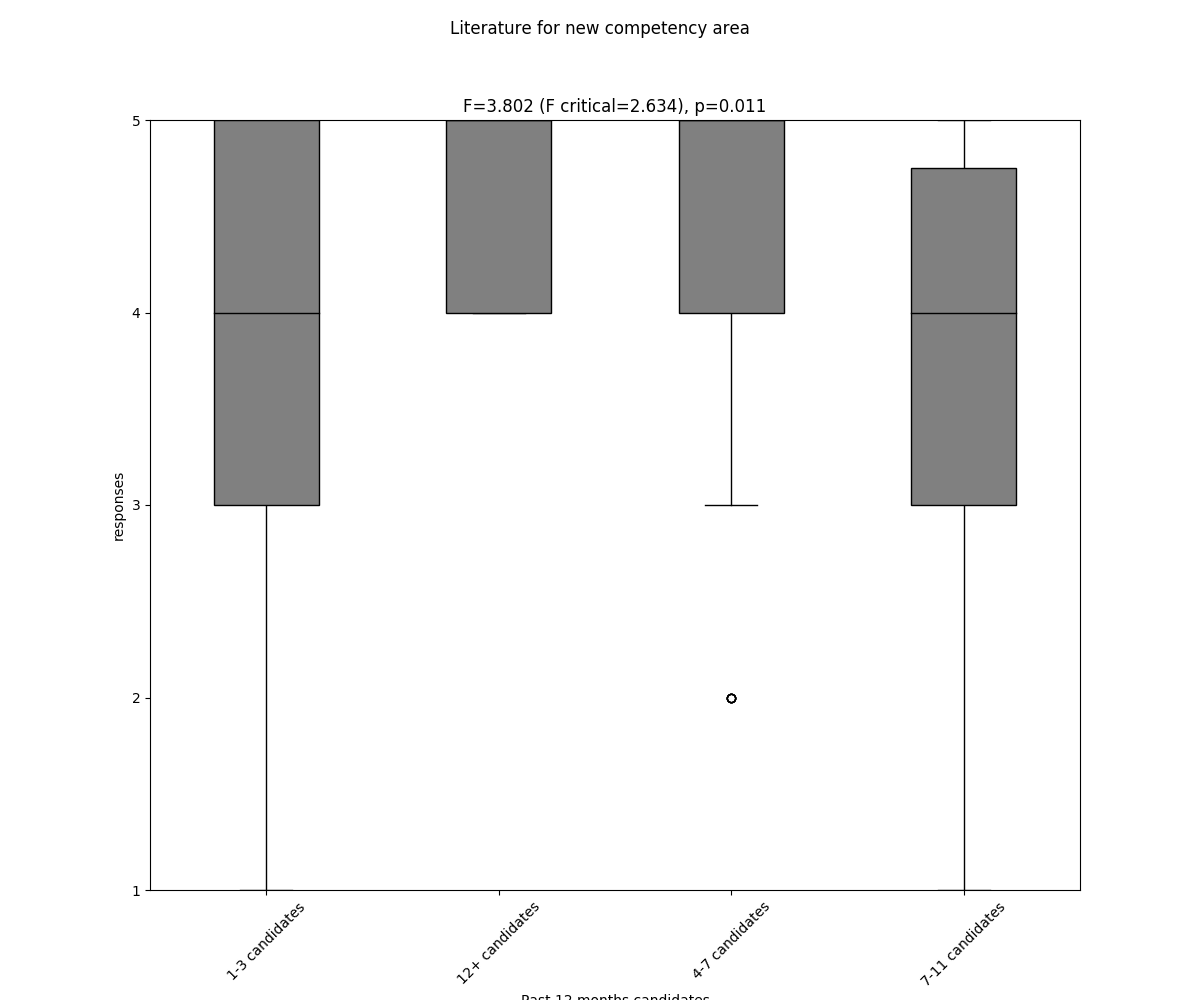 Literature for new competency area
F=3.802 (F critical=2.634), p=0.011
5
4
3
2
1
responses
1-3 candidates
12+ candidates
4-7 candidates
7-11 candidates
Past 12 months candidates